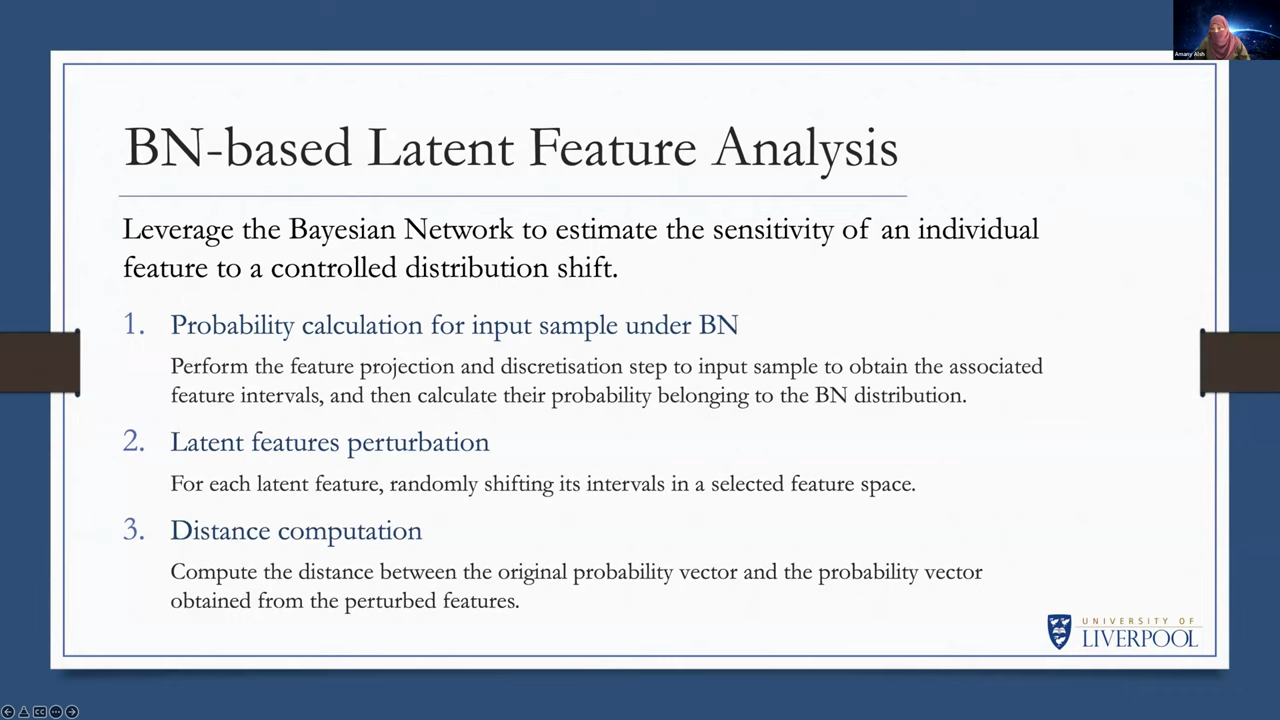 Amany Alsh
BN-based Latent Feature Analysis
Leverage the Bayesian Network to estimate the sensitivity of an individual
feature to a controlled distribution shift.
1. Probability calculation for input sample under BN
Perform the feature projection and discretisation step to input sample to obtain the associated
feature intervals, and then calculate their probability belonging to the BN distribution.
2. Latent features perturbation
For each latent feature, randomly shifting its intervals in a selected feature space.
3. Distance computation
Compute the distance between the original probability vector and the probability vector
obtained from the perturbed features.
UNIVERSITY OF
LIVERPOOL
CC